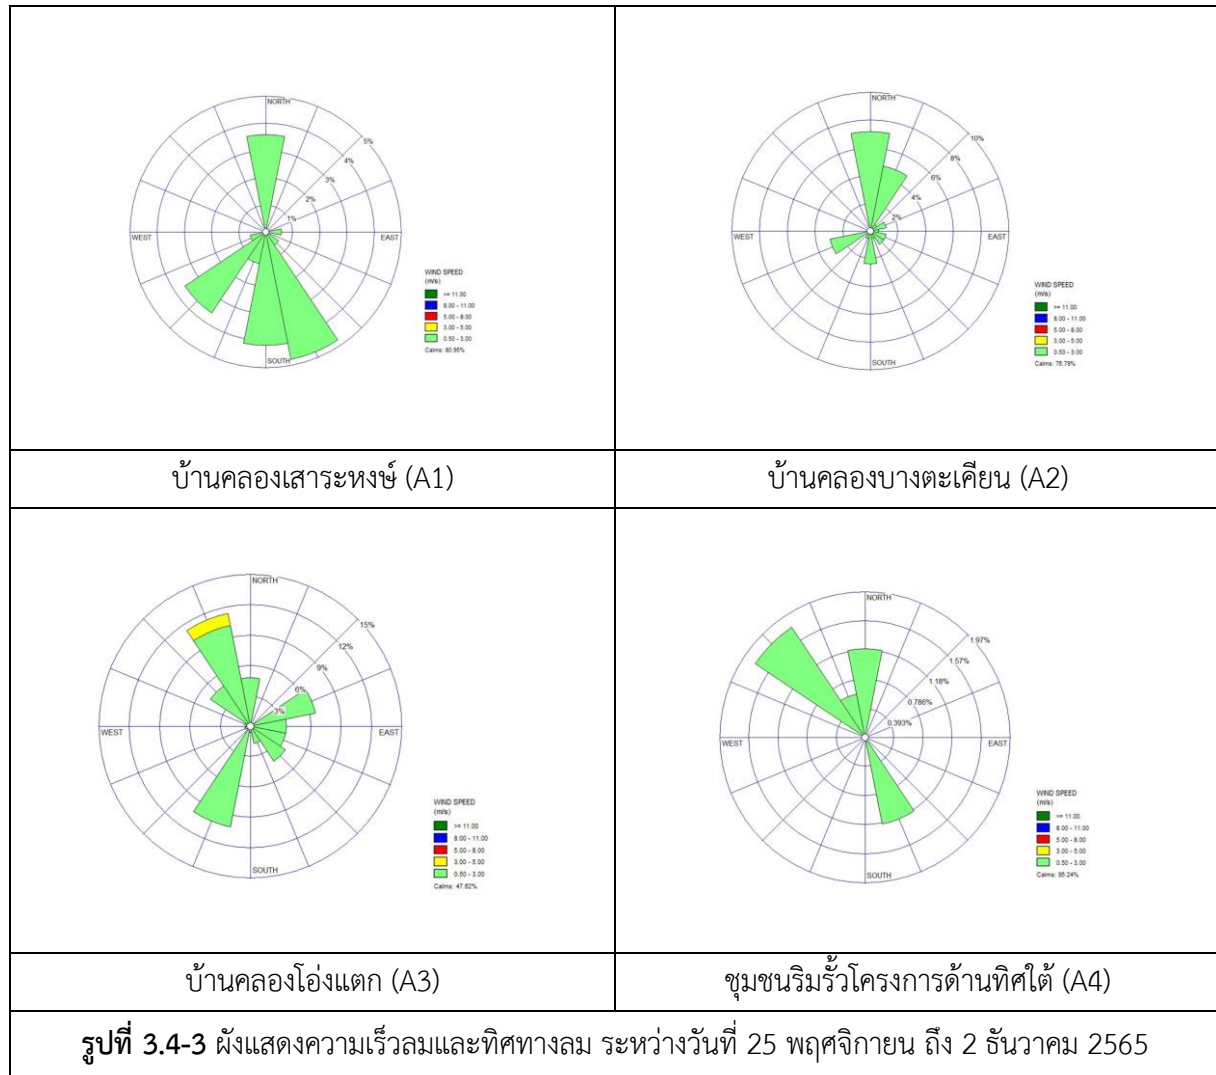 NORTH
5%
4%
3%
2%
1%
WEST
EAST
SOUTH
WIND SPEED
(m/s)
>= 11.00
8.00 - 11.00
5.00 - 8.00
3.00 - 5.00
0.50 - 3.00
Calms: 80.95%
NORTH
10%
8%
6%
4%
2%
WEST
EAST
SOUTH
WIND SPEED
(m/s)
>= 11.00
8.00 - 11.00
5.00 - 8.00
3.00 - 5.00
0.50 - 3.00
Calms: 76.79%
บ้านคลองเสาระหงษ์ (A1)
บ้านคลองบางตะเคียน (A2)
NORTH
15%
12%
9%
6%
3%
WEST
EAST
SOUTH
WIND SPEED
(m/s)
>= 11.00
8.00 - 11.00
5.00 - 8.00
3.00 - 5.00
0.50 - 3.00
Calms: 47.62%
NORTH
1.97%
1.57%
1.18%
0.786%
0.393%
WEST
EAST
SOUTH
WIND SPEED
(m/s)
>= 11.00
8.00 - 11.00
5.00 - 8.00
3.00 - 5.00
0.50 - 3.00
Calms: 95.24%
บ้านคลองโอ่งแตก (A3)
ชุมชนริมรั้วโครงการด้านทิศใต้ (A4)
รูปที่ 3.4-3 ผังแสดงความเร็วลมและทิศทางลม ระหว่างวันที่ 25 พฤศจิกายน ถึง 2 ธันวาคม 2565